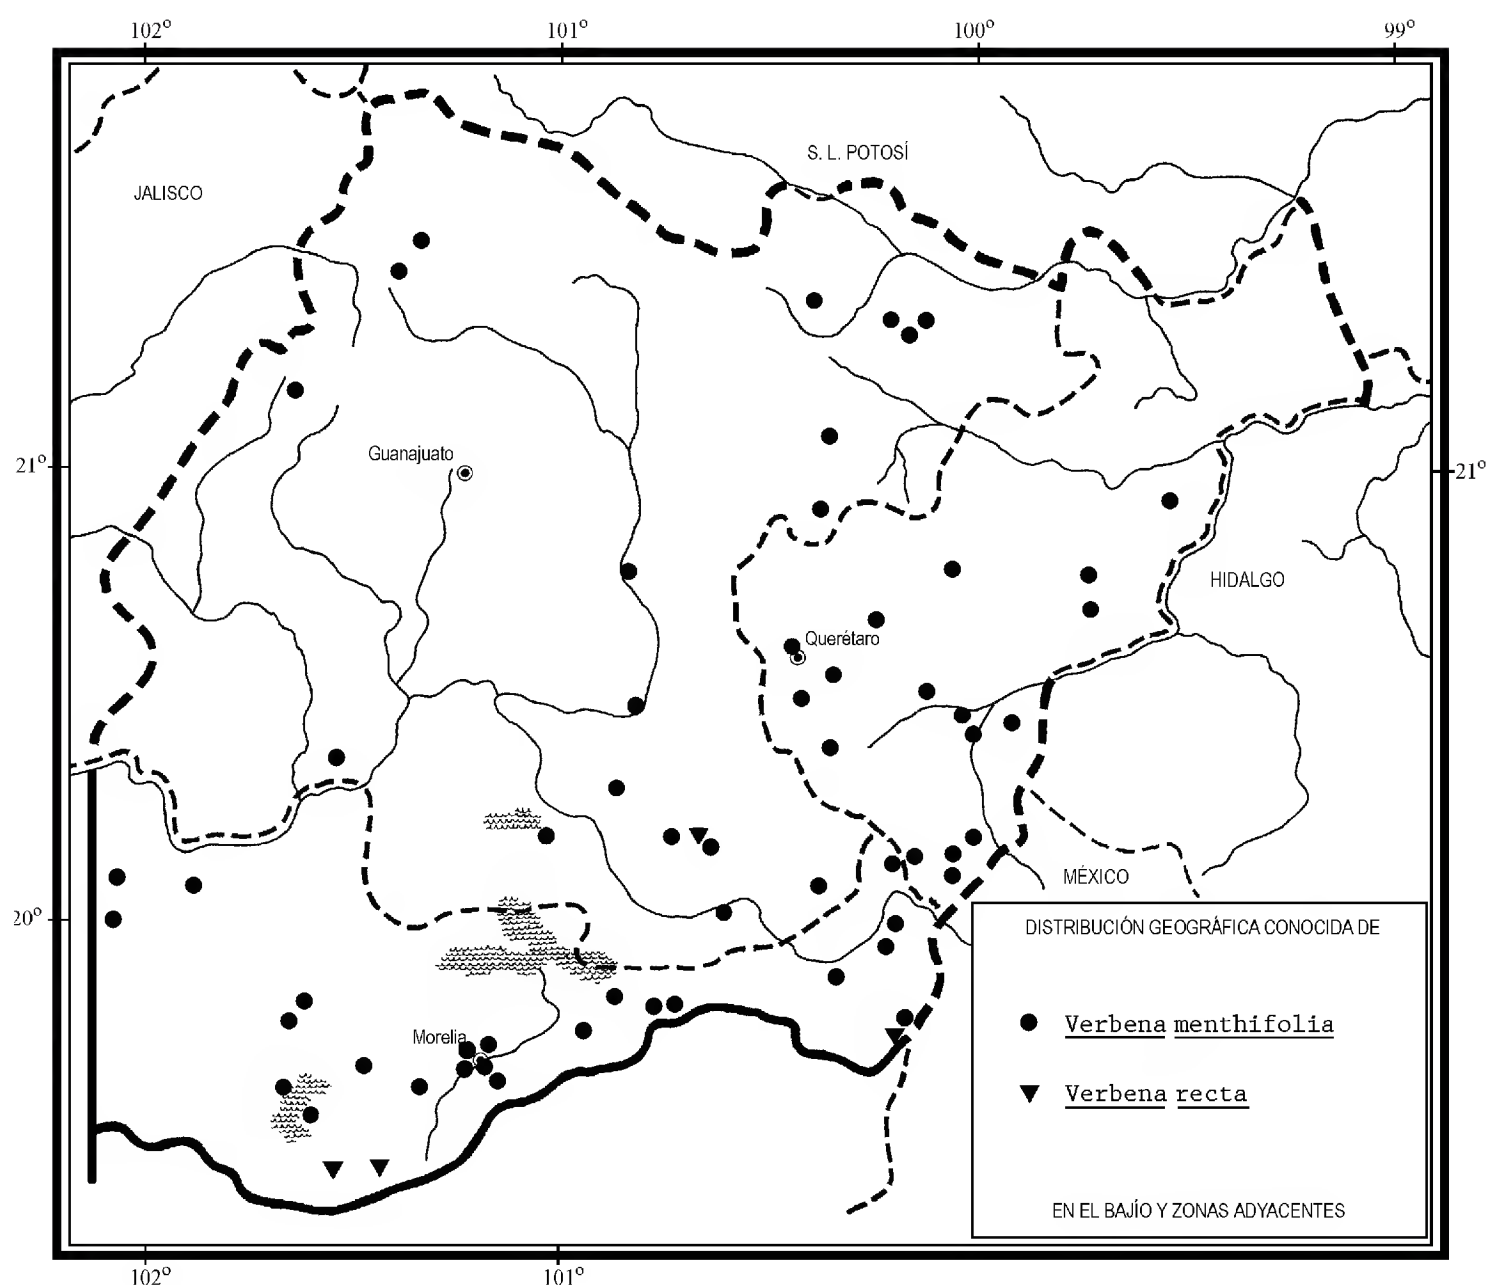 102° 101° 100° 99°
S. L. POTOSÍ
JALISCO
Guanajuato
21° 21°
HIDALGO
Querétaro
MÉXICO
20°
DISTRIBUCIÓN GEOGRÁFICA CONOCIDA DE
Verbena menthifolia
Morelia
Verbena recta
EN EL BAJÍO Y ZONAS ADYACENTES
102° 101°